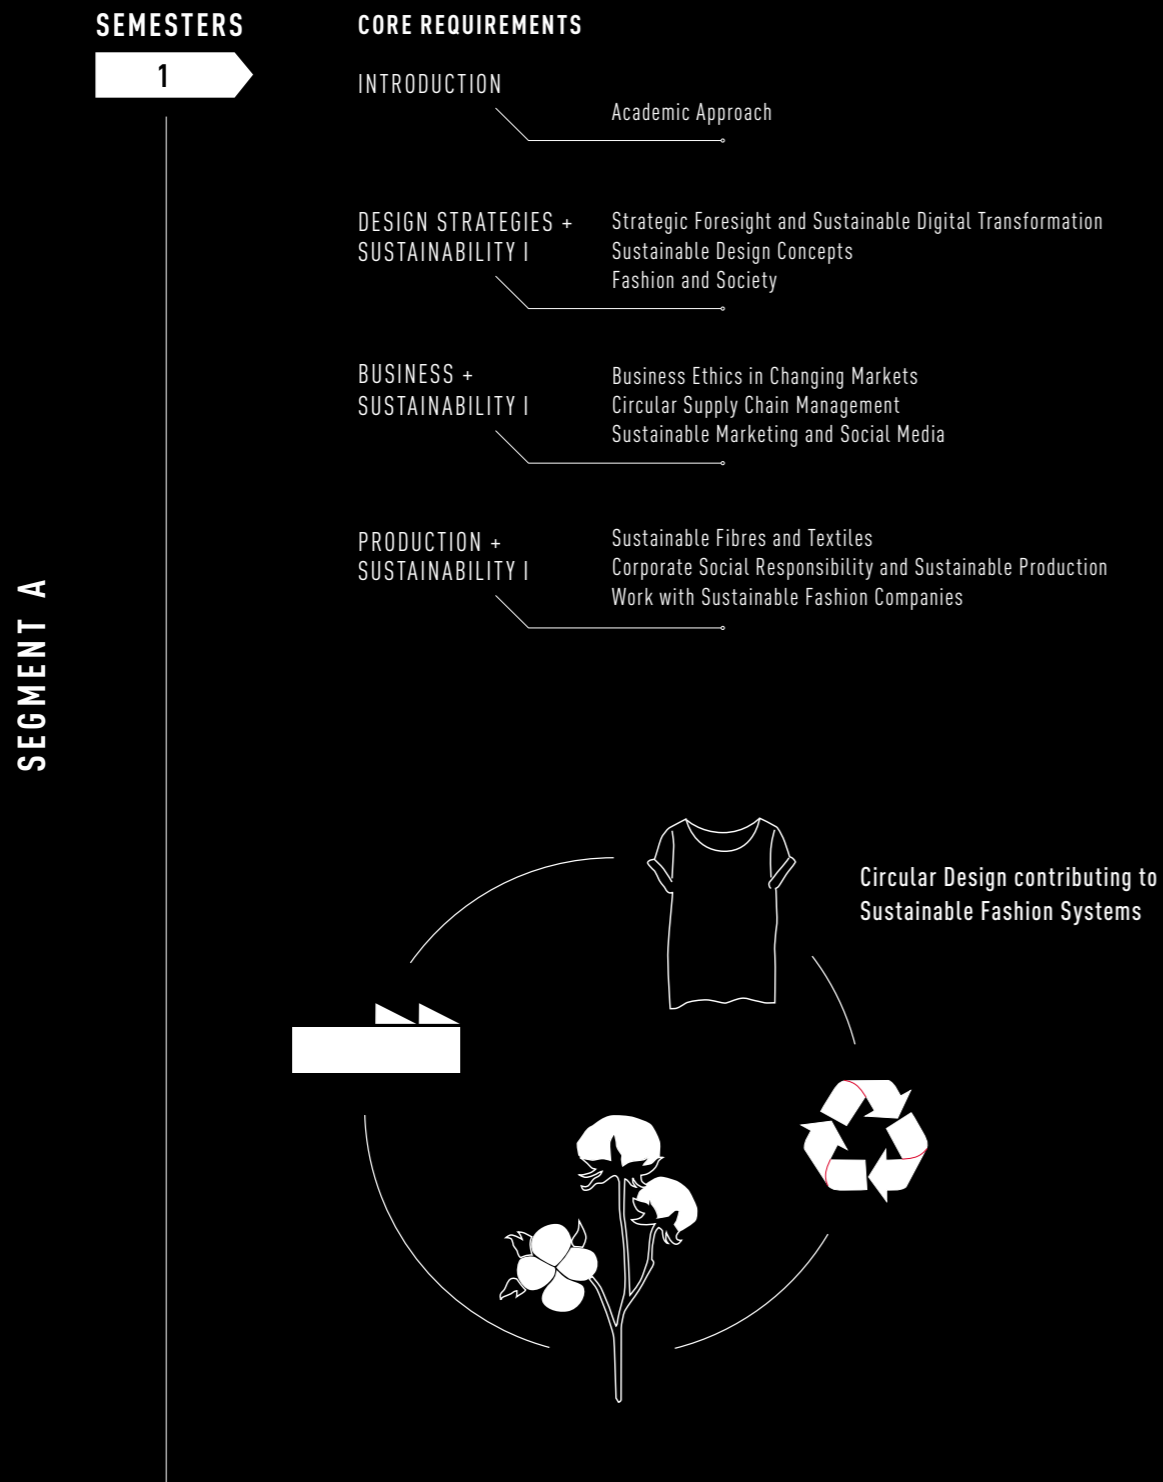 SEMESTERS
1
SEGMENT A
CORE REQUIREMENTS
INTRODUCTION
Academic Approach
DESIGN STRATEGIES +
SUSTAINABILITY I
Strategic Foresight and Sustainable Digital Transformation
Sustainable Design Concepts
Fashion and Society
BUSINESS +
SUSTAINABILITY I
Business Ethics in Changing Markets
Circular Supply Chain Management
Sustainable Marketing and Social Media
PRODUCTION +
SUSTAINABILITY I
Sustainable Fibres and Textiles
Corporate Social Responsibility and Sustainable Production
Work with Sustainable Fashion Companies
Circular Design contributing to
Sustainable Fashion Systems